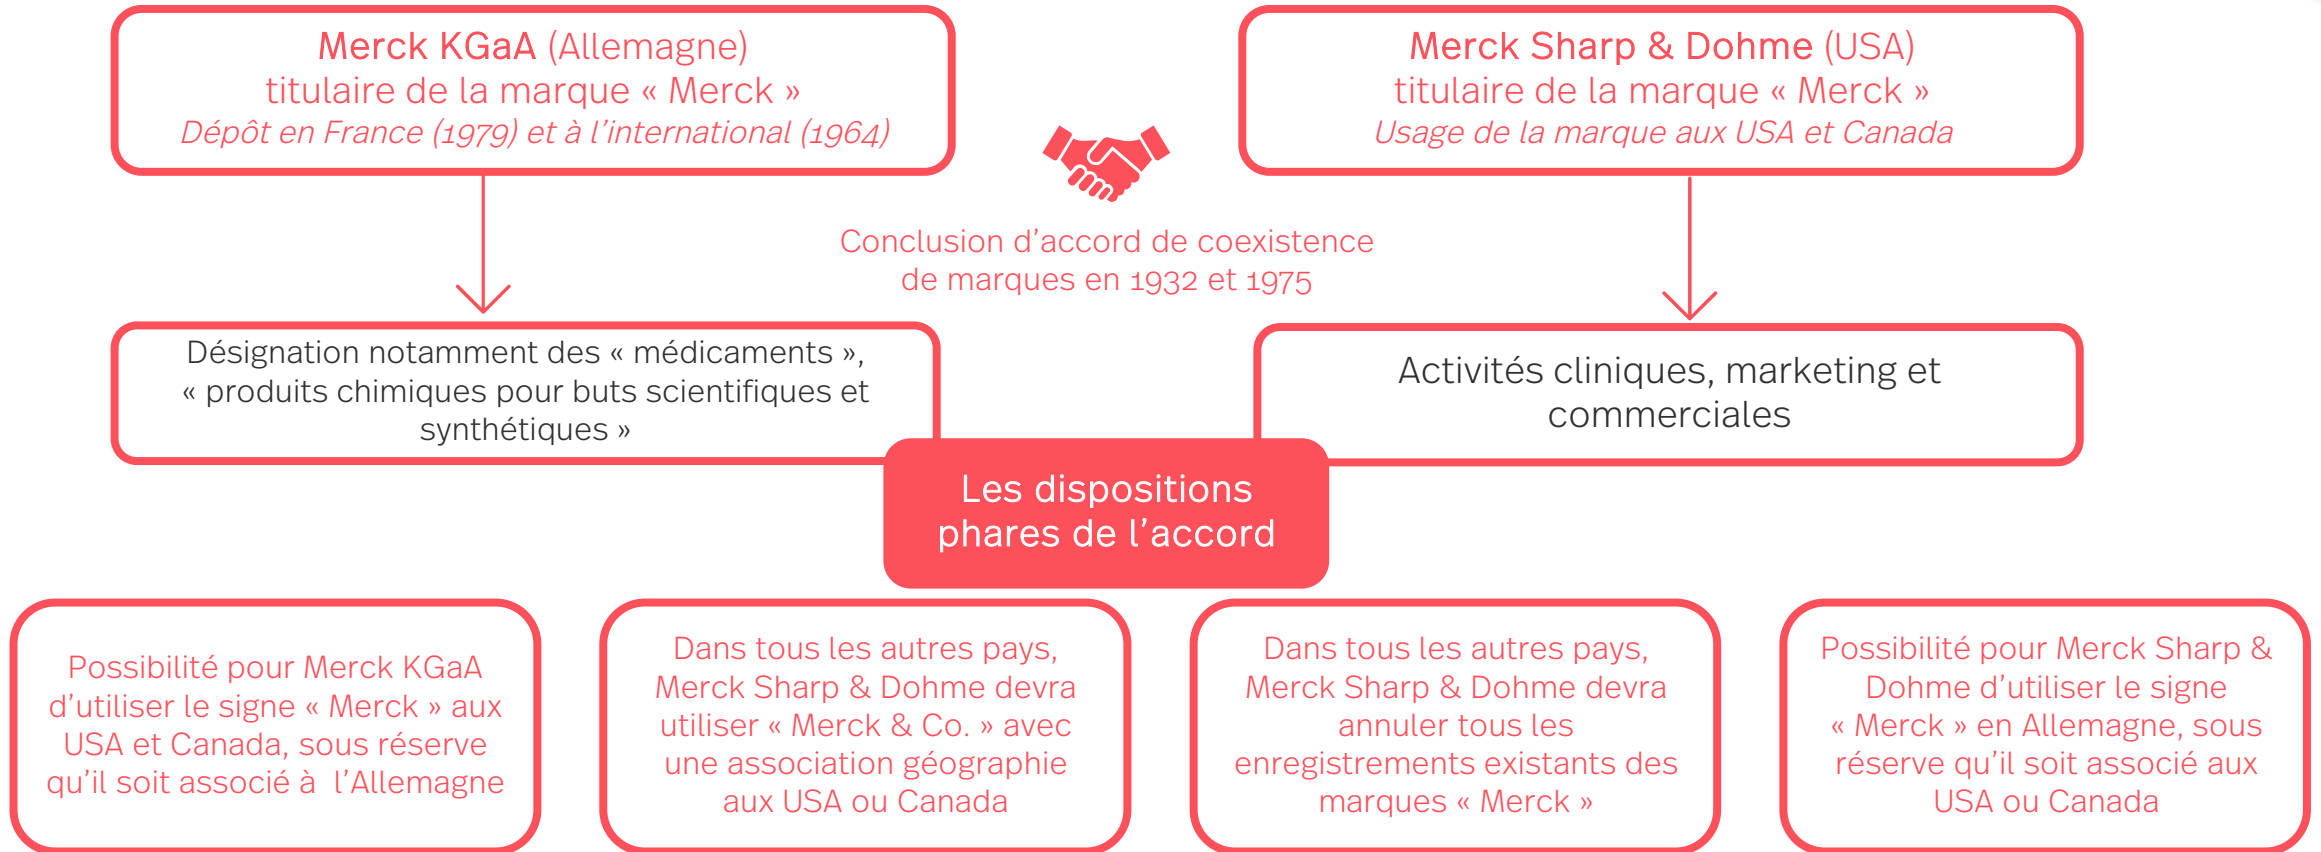 Merck KGaA (Allemagne)
titulaire de la marque « Merck »
Dépôt en France (1979) et à l’international (1964)
Merck Sharp & Dohme (USA)
titulaire de la marque « Merck »
Usage de la marque aux USA et Canada
Conclusion d’accord de coexistence
de marques en 1932 et 1975
Désignation notamment des « médicaments »,
« produits chimiques pour buts scientifiques et
synthétiques »
Activités cliniques, marketing et
commerciales
Les dispositions
phares de l’accord
Possibilité pour Merck KGaA
d’utiliser le signe « Merck » aux
USA et Canada, sous réserve
qu’il soit associé à l’Allemagne
Dans tous les autres pays,
Merck Sharp & Dohme devra
utiliser « Merck & Co. » avec
une association géographie
aux USA ou Canada
Dans tous les autres pays,
Merck Sharp & Dohme devra
annuler tous les
enregistrements existants des
marques « Merck »
Possibilité pour Merck Sharp &
Dohme d’utiliser le signe
« Merck » en Allemagne, sous
réserve qu’il soit associé aux
USA ou Canada